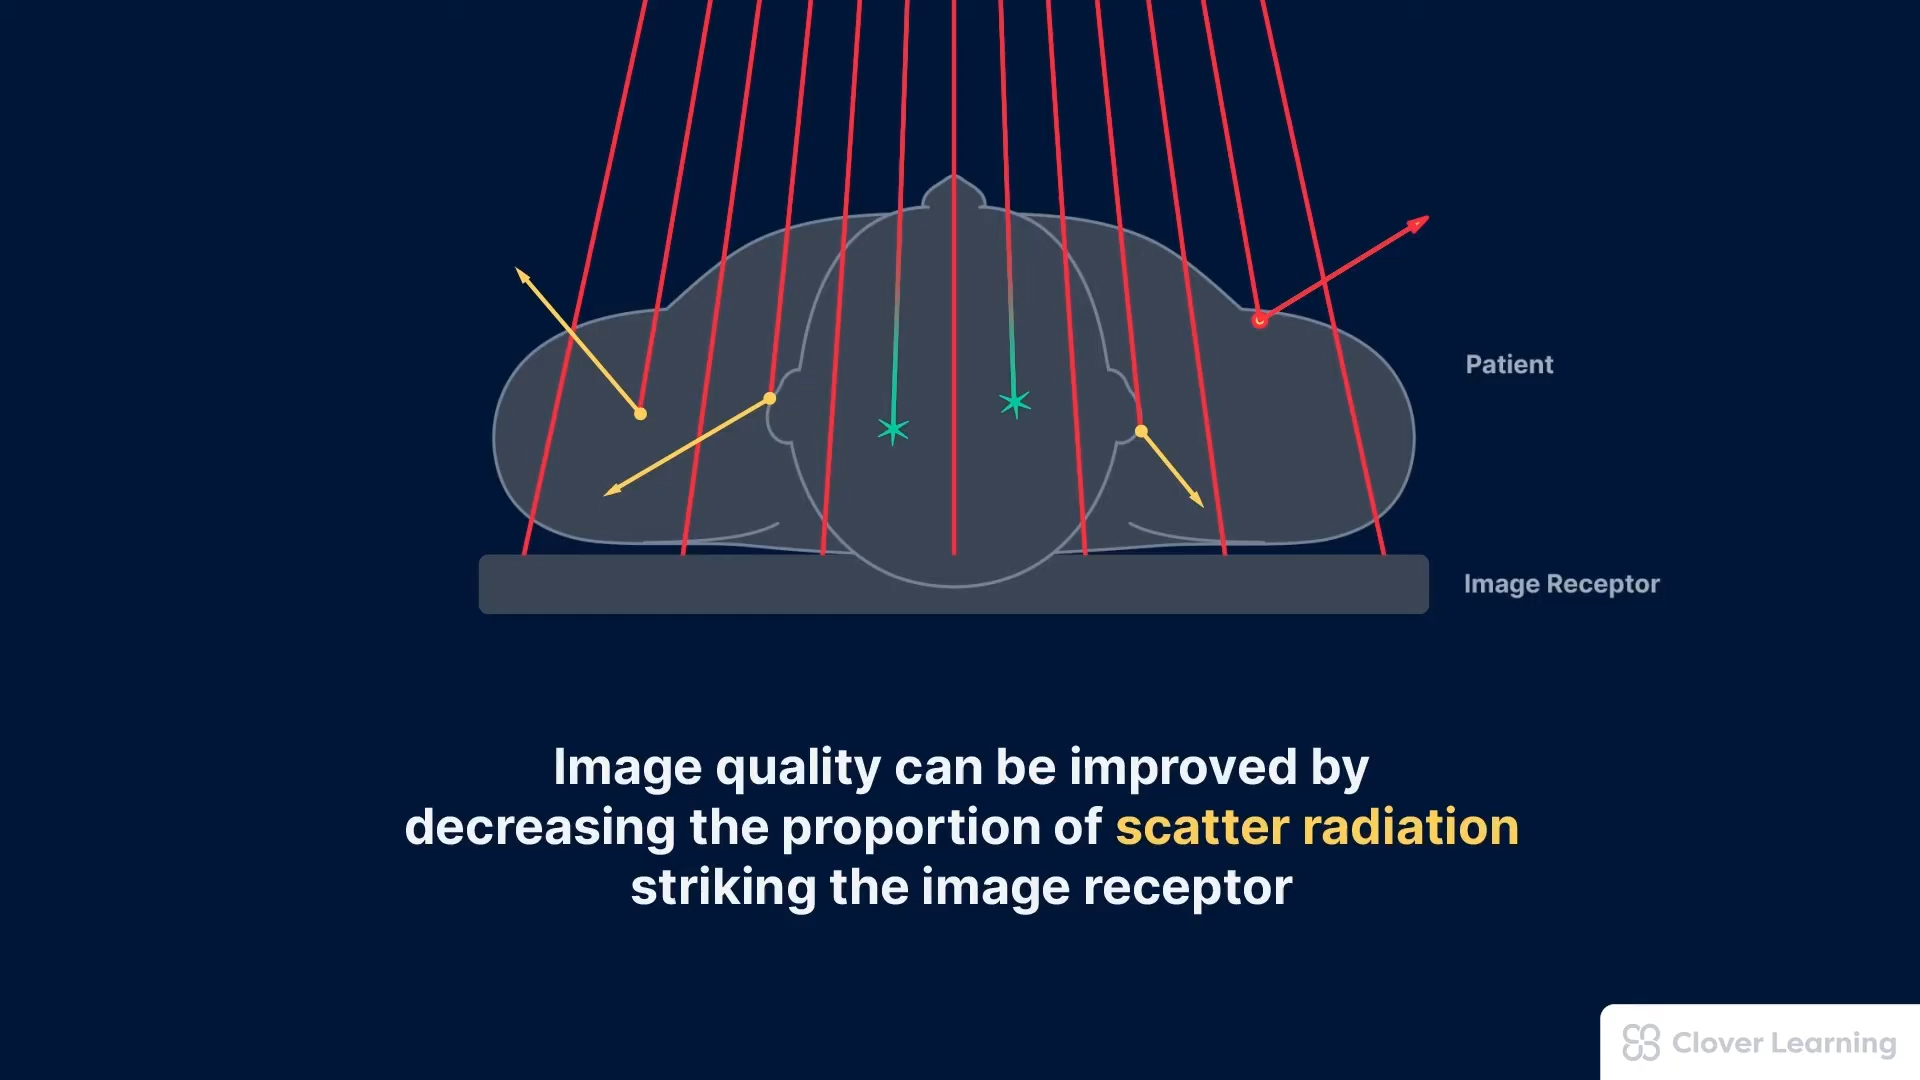 Patient
Image Receptor
Image quality can be improved by
decreasing the proportion of scatter radiation
striking the image receptor
Clover Learning